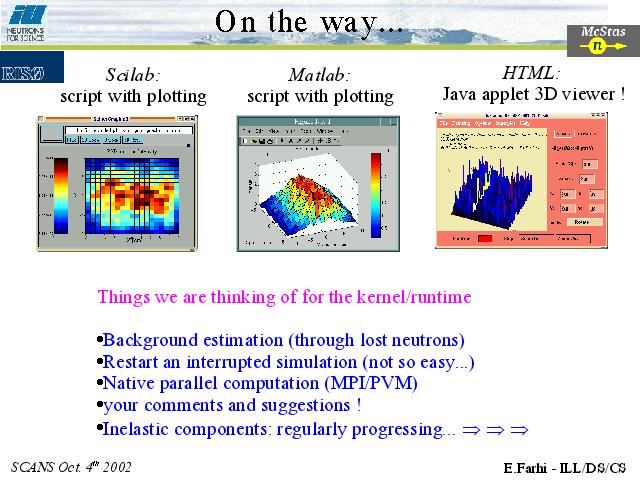 On the way...
NEUTRONS
FOR SCIENCE
McStas
n
RISØ
Scilab:
script with plotting
Matlab:
script with plotting
HTML:
Java applet 3D viewer !
Things we are thinking of for the kernel/runtime
•Background estimation (through lost neutrons)
•Restart an interrupted simulation (not so easy...)
•Native parallel computation (MPI/PVM)
•your comments and suggestions !
•Inelastic components: regularly progressing... ⇒ ⇒ ⇒
SCANS Oct. 4th 2002
E.Farhi - ILL/DS/CS